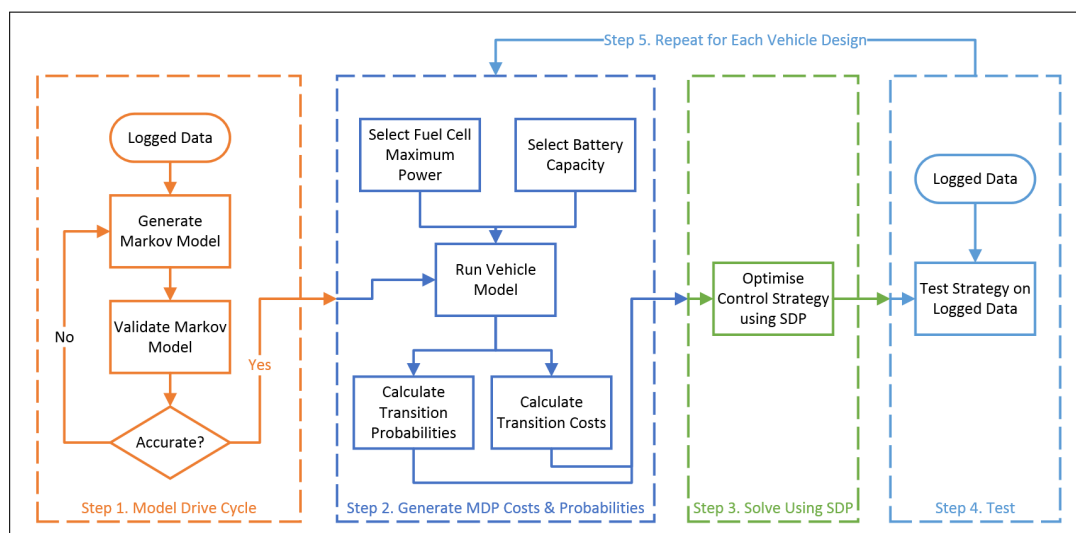 Step 5. Repeat for Each Vehicle Design
Logged Data
Generate
Markov Model
Validate Markov
Model
No
Yes
Accurate?
Step 1. Model Drive Cycle
Select Fuel Cell
Maximum
Power
Select Battery
Capacity
Run Vehicle
Model
Calculate
Transition
Probabilities
Calculate
Transition Costs
Step 2. Generate MDP Costs & Probabilities
Optimise
Control Strategy
using SDP
Step 3. Solve Using SDP
Logged Data
Test Strategy on
Logged Data
Step 4. Test